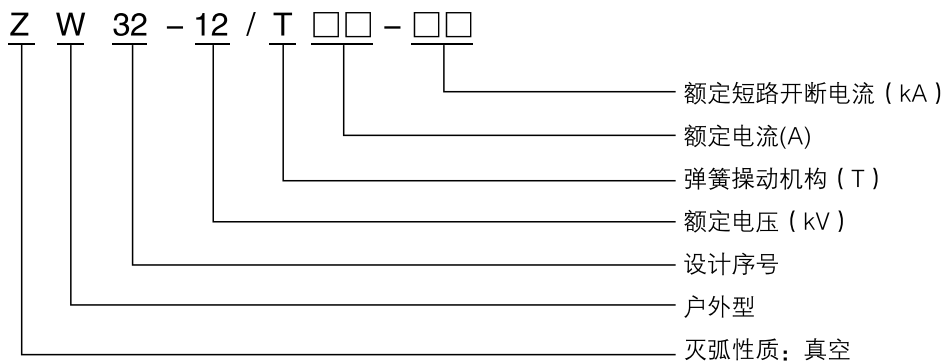 Z W 32 - 12 / T □□ - □□
额定短路开断电流（kA）
额定电流(A)
弹簧操动机构（T）
额定电压（kV）
设计序号
户外型
灭弧性质：真空